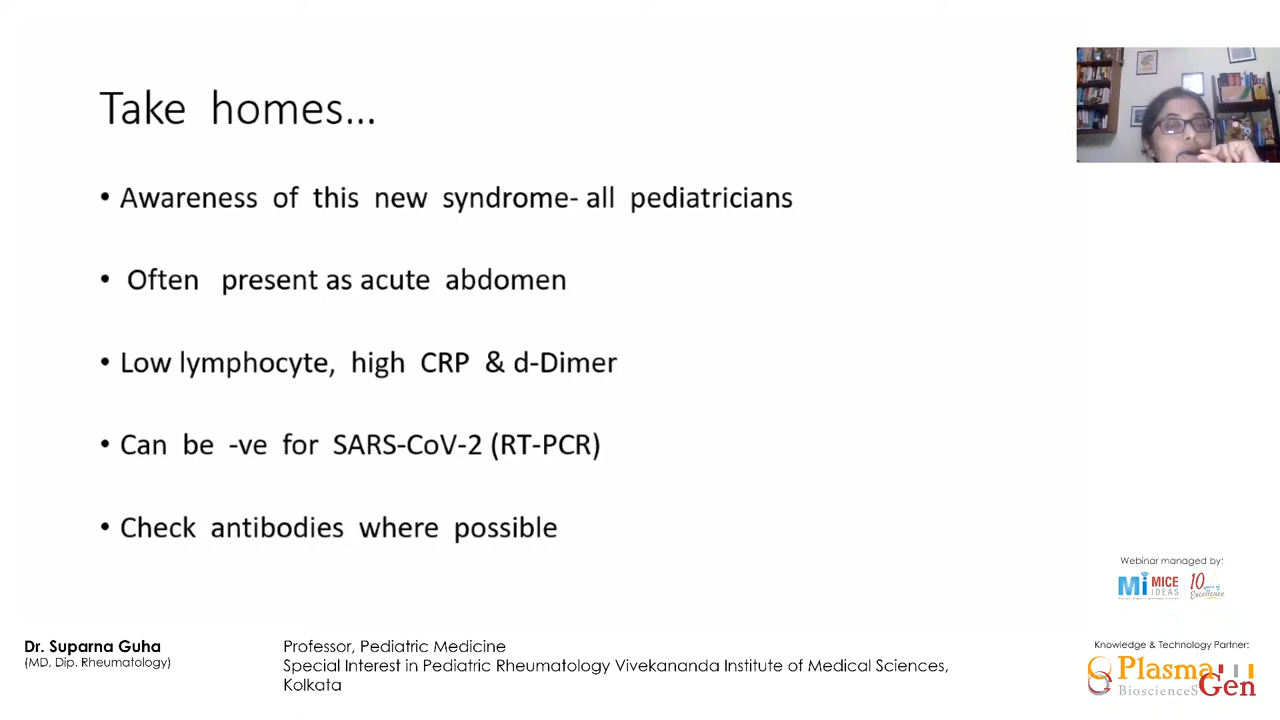 Take homes...
• Awareness of this new syndrome- all pediatricians
• Often present as acute abdomen
• Low lymphocyte, high CRP & d-Dimer
• Can be -ve for SARS-CoV-2 (RT-PCR)
• Check antibodies where possible
Webinar managed by:
Mi MICE IDEAS 10 years of Excellence
Dr. Suparna Guha
(MD, Dip. Rheumatology)
Professor, Pediatric Medicine
Special Interest in Pediatric Rheumatology Vivekananda Institute of Medical Sciences,
Kolkata
Knowledge & Technology Partner:
PlasmaGen
BioscienceS